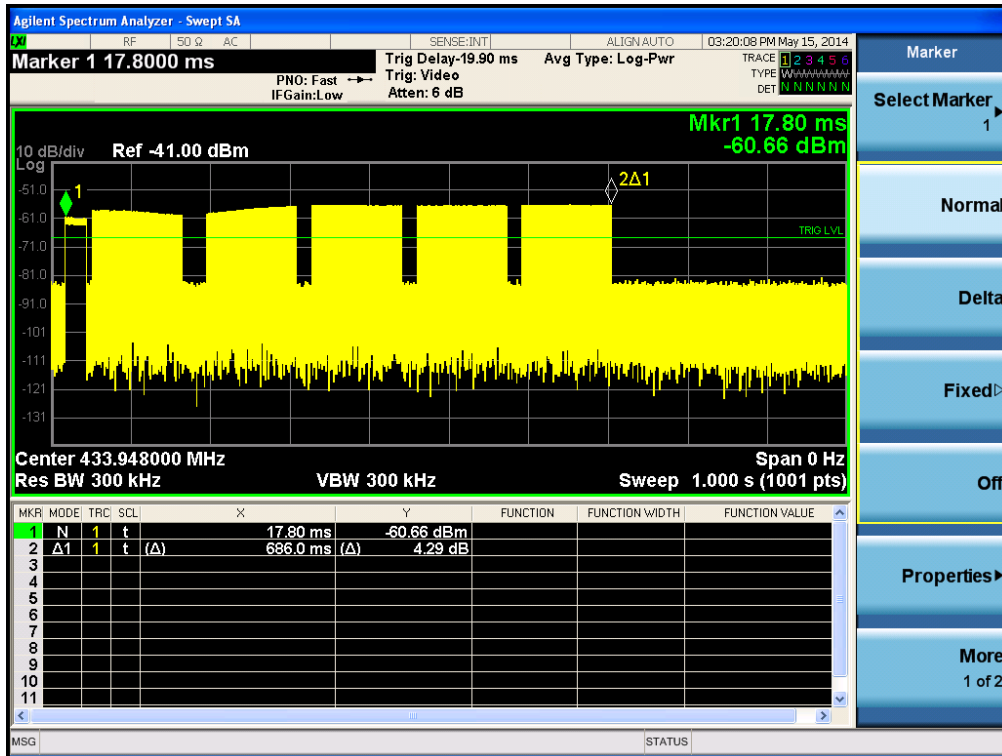 Agilent Spectrum Analyzer - Swept SA
LXI RF 50 Ω AC SENSE:INT ALIGN AUTO 03:20:08 PM May 15, 2014
Marker 1 17.8000 ms
PNO: Fast
IFGain:Low
Trig Delay-19.90 ms
Trig: Video
Atten: 6 dB
Avg Type: Log-Pwr
TRACE 1 2 3 4 5 6
TYPE WWWWWW
DET N N N N N N
Mkr1 17.80 ms
-60.66 dBm
10 dB/div Ref -41.00 dBm
Log
1
2Δ1
TRIG LVL
-51.0
-61.0
-71.0
-81.0
-91.0
-101
-111
-121
-131
Center 433.948000 MHz Span 0 Hz
Res BW 300 kHz VBW 300 kHz Sweep 1.000 s (1001 pts)
MKR MODE TRC SCL X Y FUNCTION FUNCTION WIDTH FUNCTION VALUE
1 N 1 t 17.80 ms -60.66 dBm
2 Δ1 1 t (Δ) 686.0 ms (Δ) 4.29 dB
3
4
5
6
7
8
9
10
11
MSG STATUS
Marker
Select Marker
1
Normal
Delta
Fixed
Off
Properties
More
1 of 2